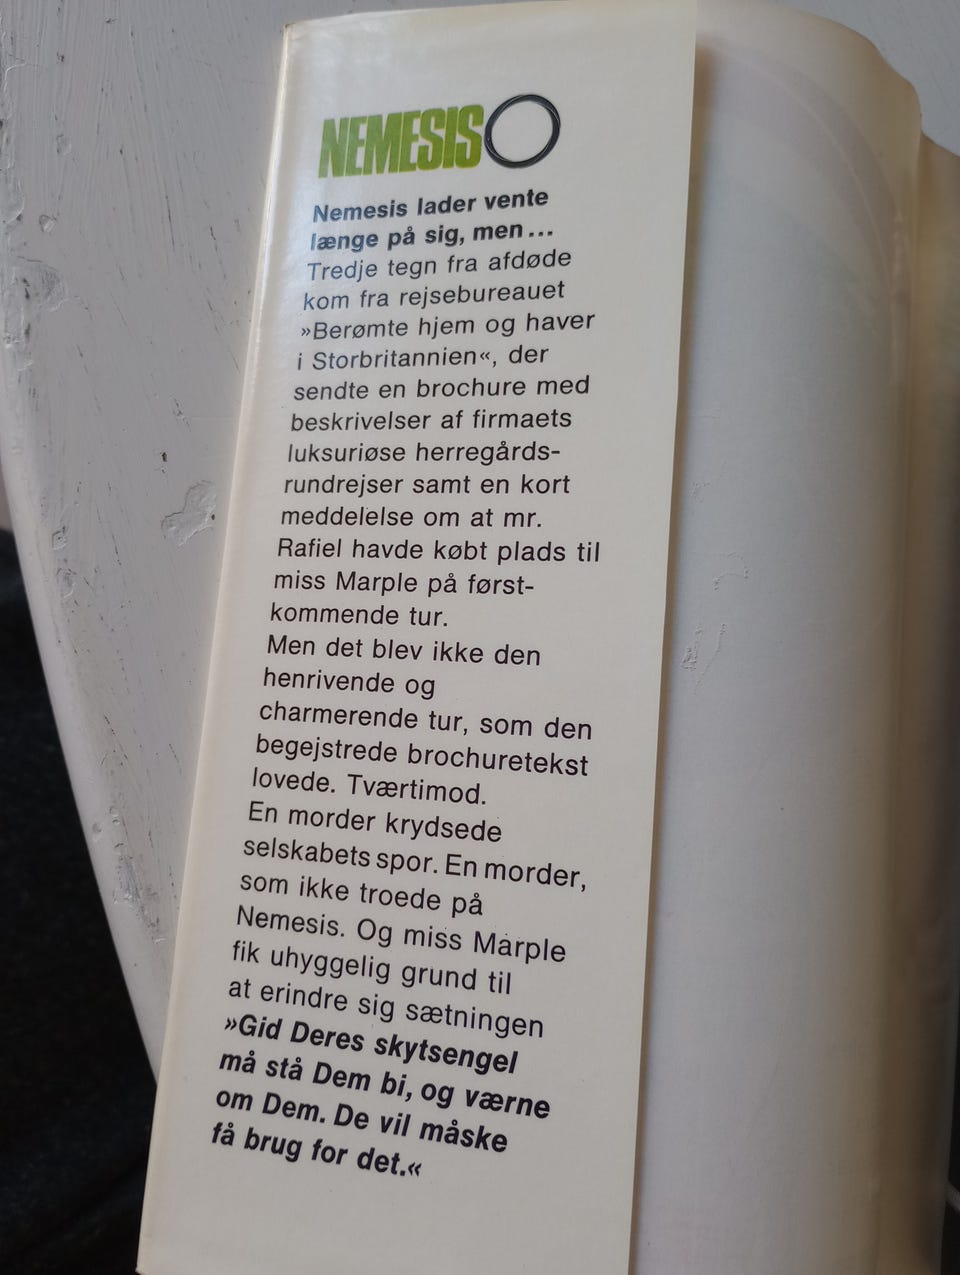 NEMESIS
Nemesis lader vente
længe på sig, men...
Tredje tegn fra afdøde
kom fra rejsebureauet
»Berømte hjem og haver
i Storbritannien«, der
sendte en brochure med
beskrivelser af firmaets
luksuriøse herregårds-
rundrejser samt en kort
meddelelse om at mr.
Rafiel havde købt plads til
miss Marple på først-
kommende tur.
Men det blev ikke den
henrivende og
charmerende tur, som den
begejstrede brochuretekst
lovede. Tværtimod.
En morder krydsede
selskabets spor. En morder,
som ikke troede på
Nemesis. Og miss Marple
fik uhyggelig grund til
at erindre sig sætningen
»Gid Deres skytsengel
må stå Dem bi, og værne
om Dem. De vil måske
få brug for det.«